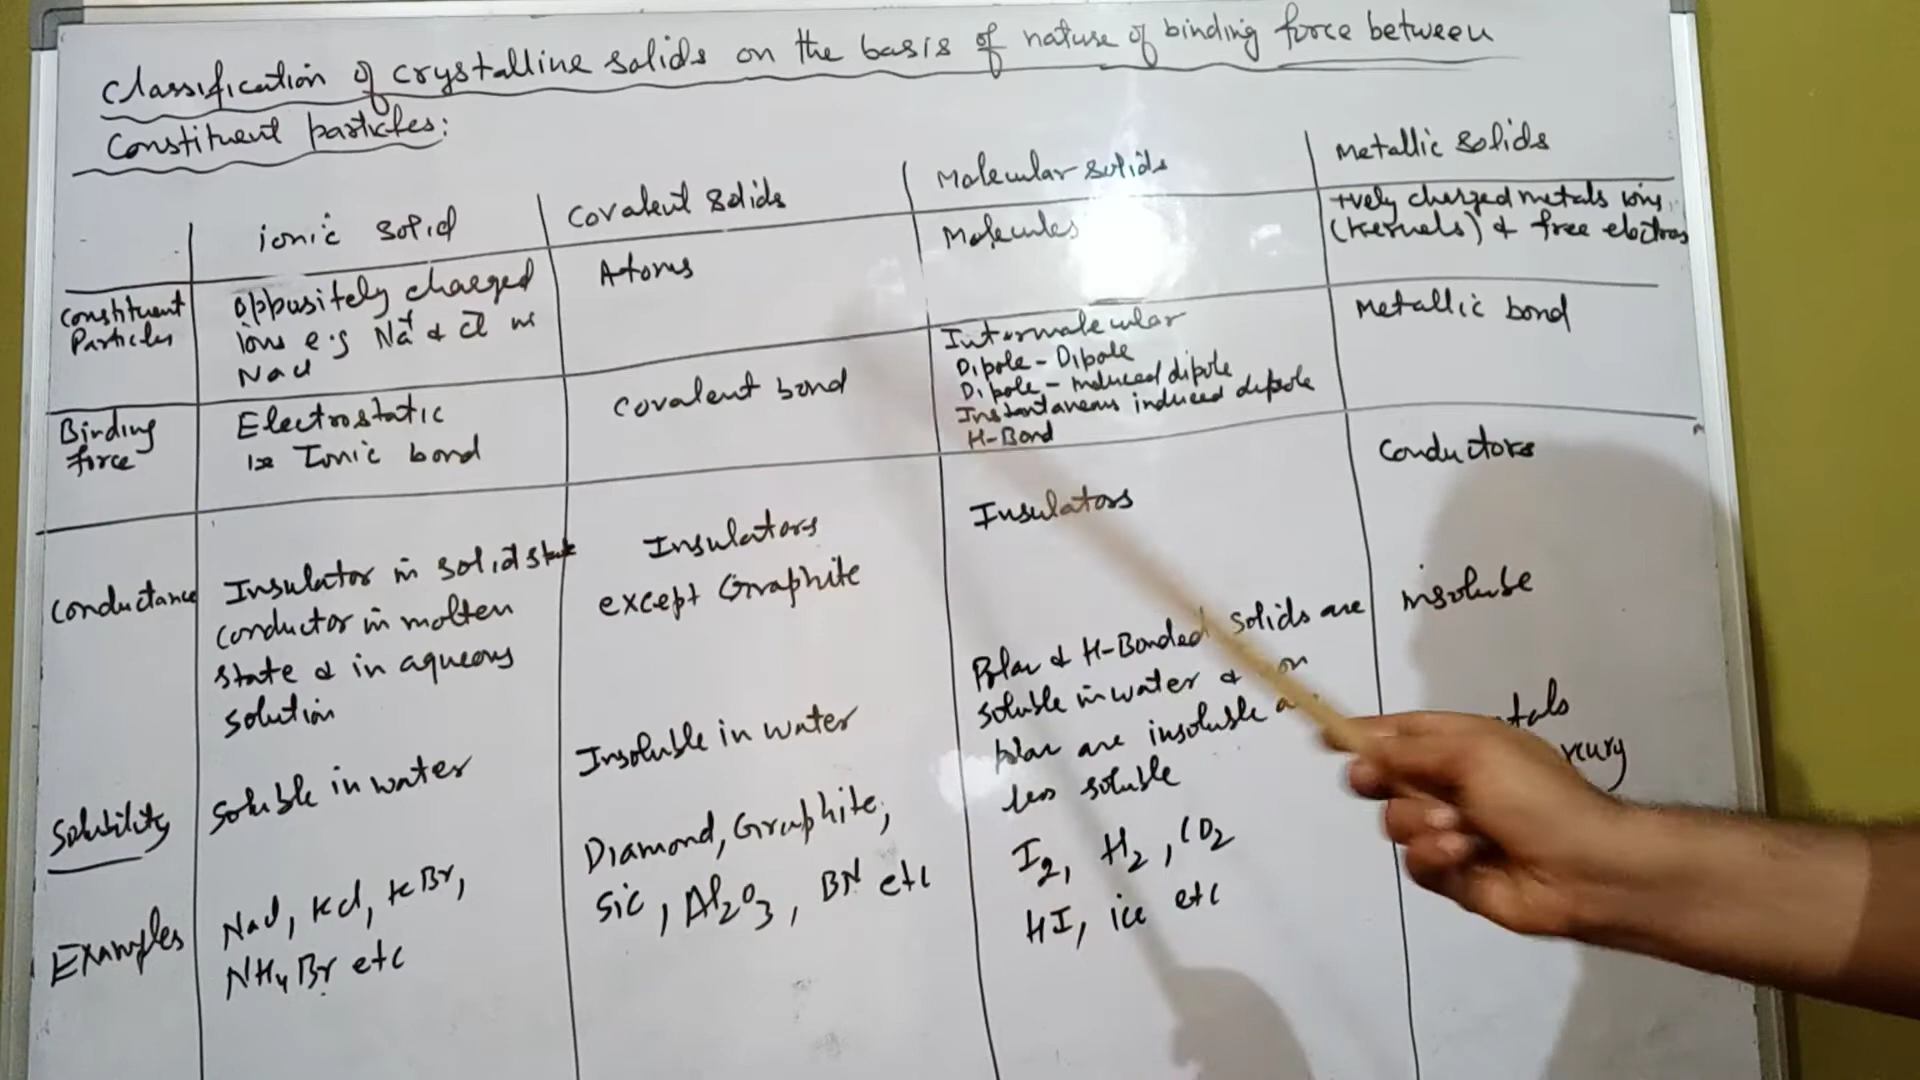 Classification of crystalline solids on the basis of nature of binding force between
Constituent particles:
ionic solid
Covalent solids
Molecular solids
Metallic solids
Constituent
Particles
oppusitely charged
ions e.g Na+ & Cl-
NaCl
Atoms
Molecules
+vely charged metals ions
(Kernels) & free electrons
Binding
force
Electrostatic
Ionic bond
Covalent bond
Intermolecular
Dipole-Dipole
Dipole-induced dipole
Instantaneous induced dipole
H-Bond
Metallic bond
Conductance
Insulator in solid state
conductor in molten
state & in aqueous
solution
Insulators
except Graphite
Insulators
Conductors
Solubility
Soluble in water
Insoluble in water
Polar & H-Bonded solids are
soluble in water &
polar are insoluble
less soluble
insoluble
Examples
NaCl, KCl, KBr,
NH4Br etc
Diamond, Graphite,
SiC, Al2O3, BN etc
I2, H2, CO2
HI, ice etc